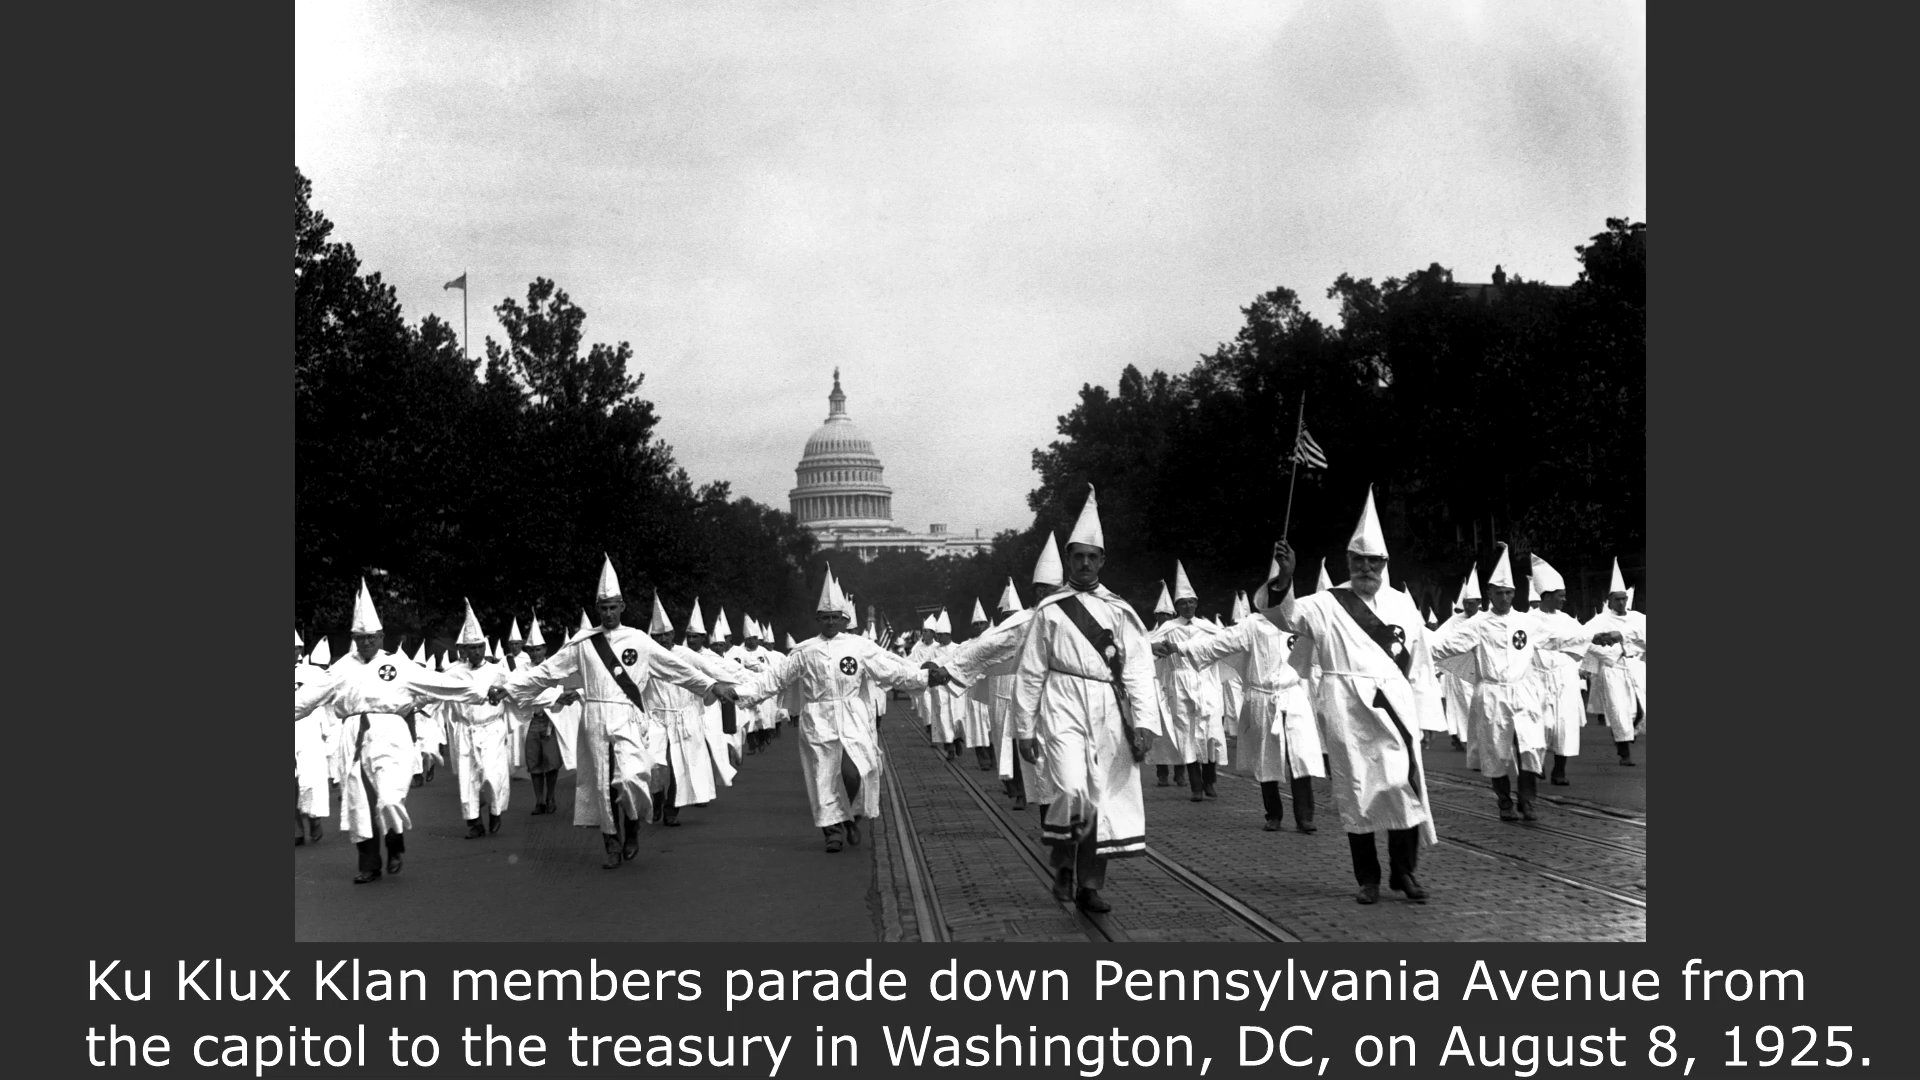 Ku Klux Klan members parade down Pennsylvania Avenue from
the capitol to the treasury in Washington, DC, on August 8, 1925.